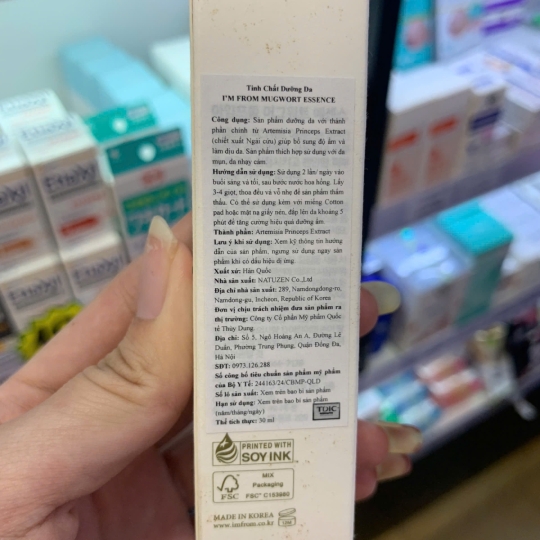 Tinh Chất Dưỡng Da
I'M FROM MUGWORT ESSENCE
Công dụng: Sản phẩm dưỡng da với thành
phần chính từ Artemisia Princeps Extract
(chiết xuất Ngải cứu) giúp bổ sung độ ẩm và
làm dịu da. Sản phẩm thích hợp sử dụng với da
mụn, da nhạy cảm.
Hướng dẫn sử dụng: Sử dụng 2 lần/ ngày vào
buổi sáng và tối, sau bước nước hoa hồng. Lấy
3-4 giọt, thoa đều và vỗ nhẹ để sản phẩm thẩm
thấu. Có thể sử dụng kèm với miếng Cotton
pad hoặc mặt nạ giấy nén, đắp lên da khoảng 5
phút để tăng cường hiệu quả dưỡng ẩm.
Thành phần: Artemisia Princeps Extract
Lưu ý khi sử dụng: Xem kỹ thông tin hướng
dẫn của sản phẩm, ngưng sử dụng ngay sản
phẩm khi có dấu hiệu dị ứng.
Xuất xứ: Hàn Quốc
Nhà sản xuất: NATUZEN Co.,Ltd
Địa chỉ nhà sản xuất: 289, Namdongdong-ro,
Namdong-gu, Incheon, Republic of Korea
Đơn vị chịu trách nhiệm đưa sản phẩm ra
thị trường: Công ty Cổ phần Mỹ phẩm Quốc
tế Thùy Dung
Địa chỉ: Số 5, Ngõ Hoàng An A, Đường Lê
Duẩn, Phường Trung Phụng, Quận Đống Đa,
Hà Nội
SĐT: 0973.126.288
Số công bố tiêu chuẩn sản phẩm mỹ phẩm
của Bộ Y Tế: 244163/24/CBMP-QLD
Số lô sản xuất: Xem trên bao bì sản phẩm
Hạn sử dụng: Xem trên bao bì sản phẩm
(năm/tháng/ngày)
Thể tích thực: 30 ml
PRINTED WITH
SOY INK
FSC
MIX
Packaging
FSC® C153680
MADE IN KOREA
www.imfrom.co.kr